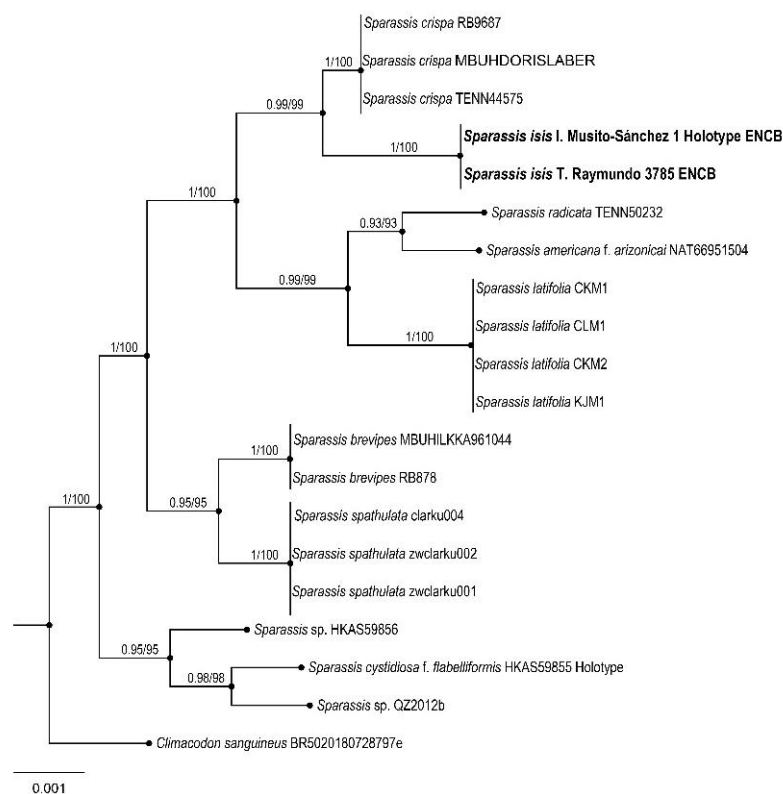 Sparassis crispa RB9687
1/100
Sparassis crispa MBUHDORISLABER
0.99/99
Sparassis crispa TENN44575
Sparassis isis I. Musito-Sánchez 1 Holotype ENCB
1/100
Sparassis isis T. Raymundo 3785 ENCB
1/100
Sparassis radicata TENN50232
0.93/93
Sparassis americana f. arizonicai NAT66951504
0.99/99
Sparassis latifolia CKM1
Sparassis latifolia CLM1
1/100
1/100
Sparassis latifolia CKM2
Sparassis latifolia KJM1
Sparassis brevipes MBUHILKKA961044
1/100
Sparassis brevipes RB878
1/100
0.95/95
Sparassis spathulata clarku004
1/100
Sparassis spathulata zwclarku002
Sparassis spathulata zwclarku001
Sparassis sp. HKAS59856
0.95/95
Sparassis cystidiosa f. flabelliformis HKAS59855 Holotype
0.98/98
Sparassis sp. QZ2012b
Climacodon sanguineus BR5020180728797e
0.001